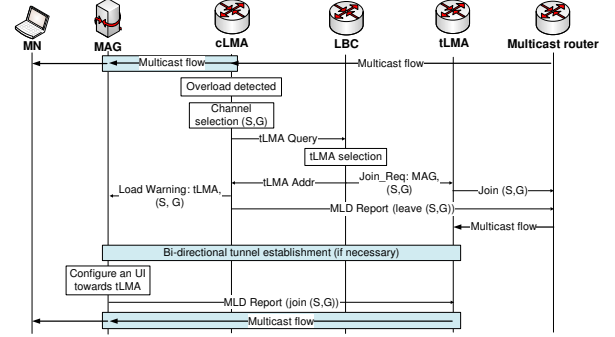 MN
MAG
cLMA
LBC
tLMA
Multicast router
Multicast flow
Multicast flow
Overload detected
Channel
selection (S,G)
tLMA Query
tLMA selection
tLMA Addr
Join_Req: MAG,
(S,G)
Load Warning: tLMA,
(S, G)
Join (S,G)
MLD Report (leave (S,G))
Multicast flow
Bi-directional tunnel establishment (if necessary)
Configure an UI
towards tLMA
MLD Report (join (S,G))
Multicast flow